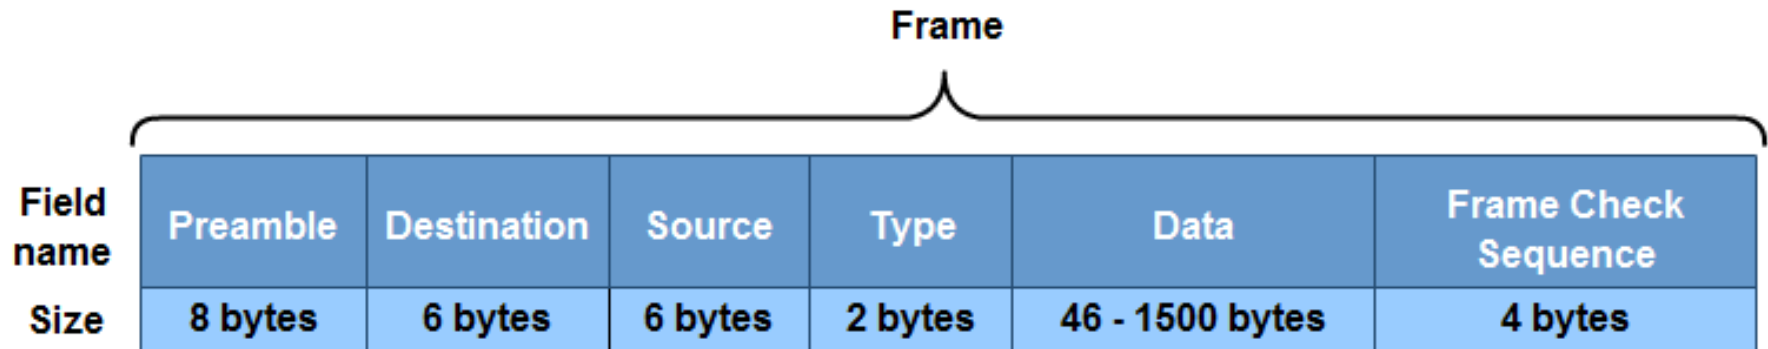 Frame
Field name
Preamble Destination Source Type Data Frame Check Sequence
Size 8 bytes 6 bytes 6 bytes 2 bytes 46 - 1500 bytes 4 bytes